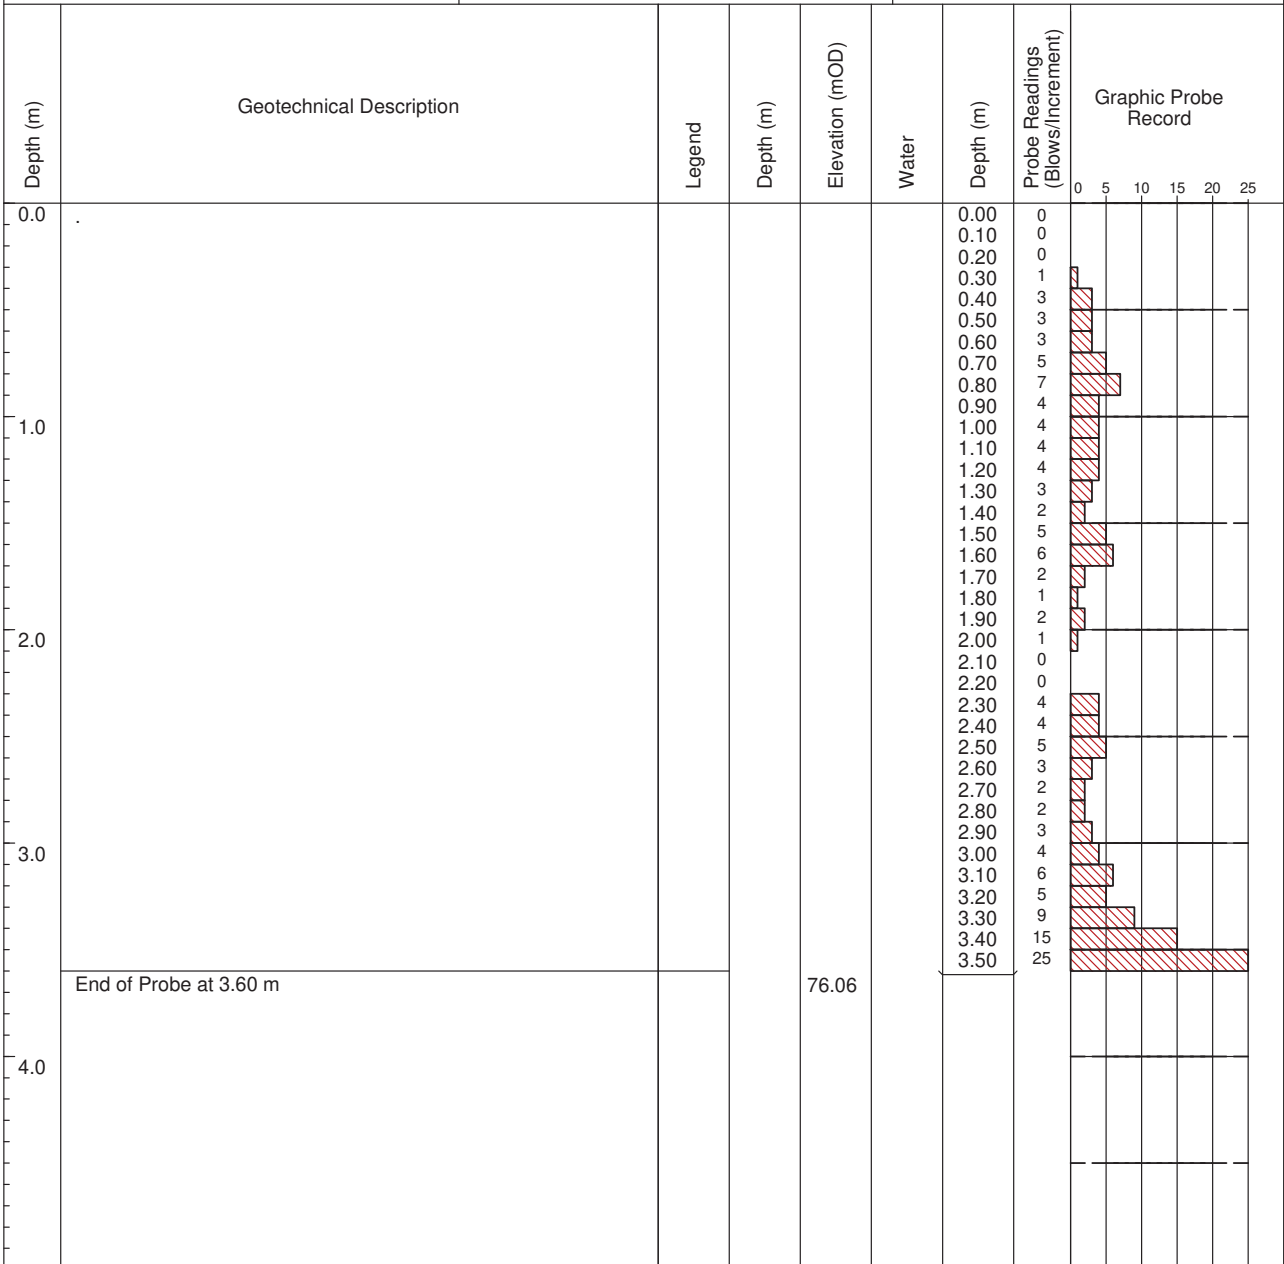 Depth (m)
Geotechnical Description
Legend
Depth (m)
Elevation (mOD)
Water
Depth (m)
Probe Readings
(Blows/Increment)
Graphic Probe
Record
0 5 10 15 20 25
0.0 . 0.00 0
0.10 0
0.20 0
0.30 1
0.40 3
0.50 3
0.60 3
0.70 5
0.80 7
0.90 4
1.0 1.00 4
1.10 4
1.20 4
1.30 3
1.40 2
1.50 5
1.60 6
1.70 2
1.80 1
1.90 2
2.0 2.00 1
2.10 0
2.20 0
2.30 4
2.40 4
2.50 5
2.60 3
2.70 2
2.80 2
2.90 3
3.0 3.00 4
3.10 6
3.20 5
3.30 9
3.40 15
3.50 25
End of Probe at 3.60 m 76.06
4.0